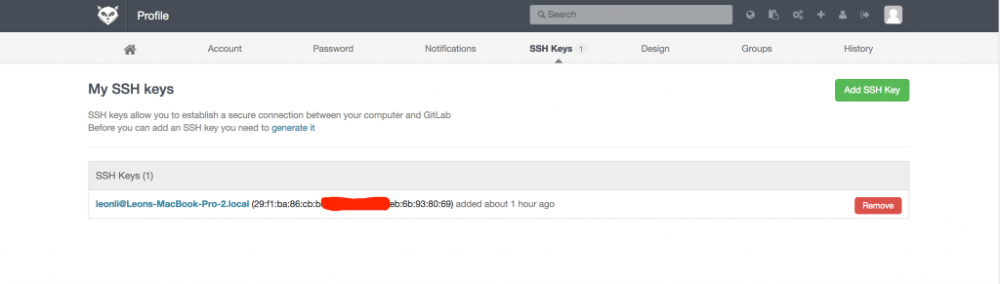 Profile
Search
Account Password Notifications SSH Keys 1 Design Groups History
My SSH keys
Add SSH Key
SSH keys allow you to establish a secure connection between your computer and GitLab
Before you can add an SSH key you need to generate it
SSH Keys (1)
leonli@Leons-MacBook-Pro-2.local (29:f1:ba:86:cb:b eb:6b:93:80:69) added about 1 hour ago
Remove